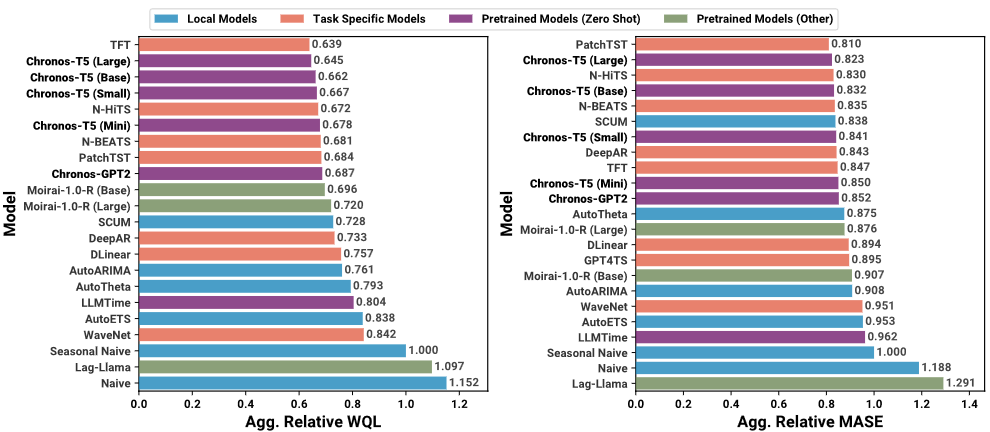 Local Models Task Specific Models Pretrained Models (Zero Shot) Pretrained Models (Other)
Model
TFT 0.639
Chronos-T5 (Large) 0.645
Chronos-T5 (Base) 0.662
Chronos-T5 (Small) 0.667
N-HiTS 0.672
Chronos-T5 (Mini) 0.678
N-BEATS 0.681
PatchTST 0.684
Chronos-GPT2 0.687
Moirai-1.0-R (Base) 0.696
Moirai-1.0-R (Large) 0.720
SCUM 0.728
DeepAR 0.733
DLinear 0.757
AutoARIMA 0.761
AutoTheta 0.793
LLMTime 0.804
AutoETS 0.838
WaveNet 0.842
Seasonal Naive 1.000
Lag-Llama 1.097
Naive 1.152
0.0 0.2 0.4 0.6 0.8 1.0 1.2
Agg. Relative WQL
Model
PatchTST 0.810
Chronos-T5 (Large) 0.823
N-HiTS 0.830
Chronos-T5 (Base) 0.832
N-BEATS 0.835
SCUM 0.838
Chronos-T5 (Small) 0.841
DeepAR 0.843
TFT 0.847
Chronos-T5 (Mini) 0.850
Chronos-GPT2 0.852
AutoTheta 0.875
Moirai-1.0-R (Large) 0.876
DLinear 0.894
GPT4TS 0.895
Moirai-1.0-R (Base) 0.907
AutoARIMA 0.908
WaveNet 0.951
AutoETS 0.953
LLMTime 0.962
Seasonal Naive 1.000
Naive 1.188
Lag-Llama 1.291
0.0 0.2 0.4 0.6 0.8 1.0 1.2 1.4
Agg. Relative MASE